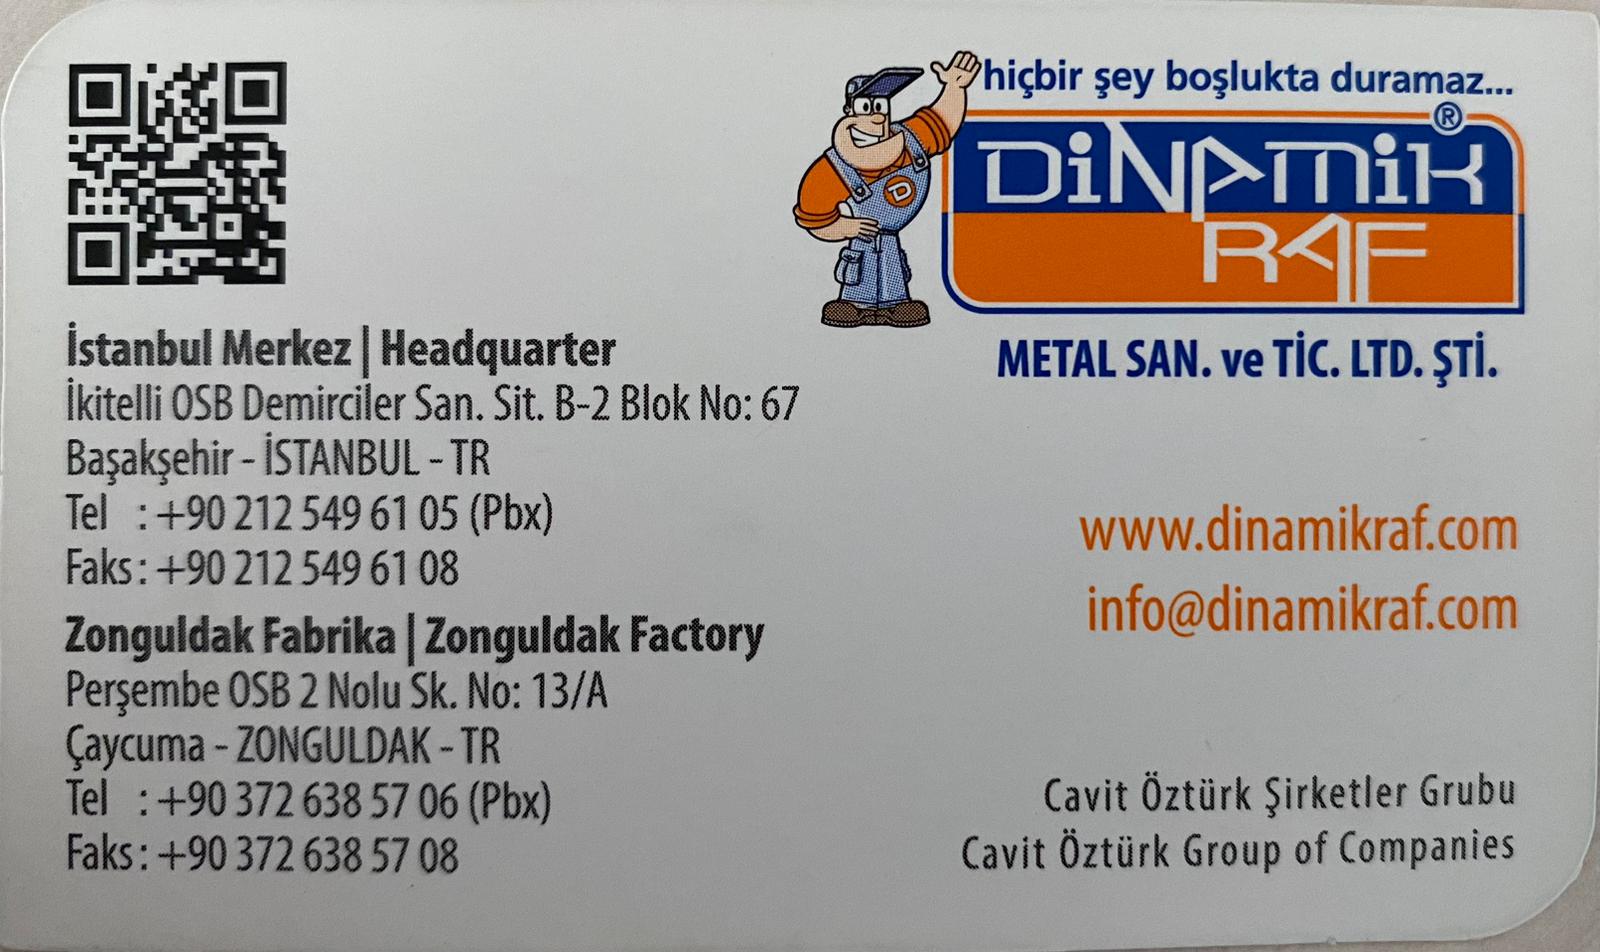 hiçbir şey boşlukta duramaz...
DiNAMiK®
RAF
METAL SAN. ve TİC. LTD. ŞTİ.
İstanbul Merkez | Headquarter
İkitelli OSB Demirciler San. Sit. B-2 Blok No: 67
Başakşehir - İSTANBUL - TR
Tel : +90 212 549 61 05 (Pbx)
Faks : +90 212 549 61 08
Zonguldak Fabrika | Zonguldak Factory
Perşembe OSB 2 Nolu Sk. No: 13/A
Çaycuma - ZONGULDAK - TR
Tel : +90 372 638 57 06 (Pbx)
Faks : +90 372 638 57 08
www.dinamikraf.com
info@dinamikraf.com
Cavit Öztürk Şirketler Grubu
Cavit Öztürk Group of Companies